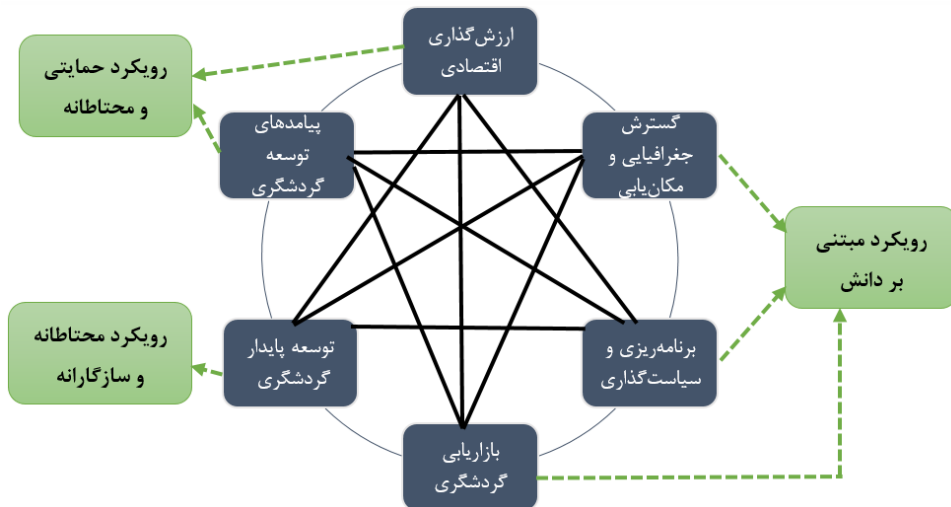 ارزش‌گذاری
اقتصادی
رویکرد حمایتی
و محتاطانه
گسترش
جغرافیایی و
مکان‌یابی
پیامدهای
توسعه
گردشگری
رویکرد مبتنی
بر دانش
برنامه‌ریزی و
سیاست‌گذاری
توسعه پایدار
گردشگری
رویکرد محتاطانه
و سازگارانه
بازاریابی
گردشگری